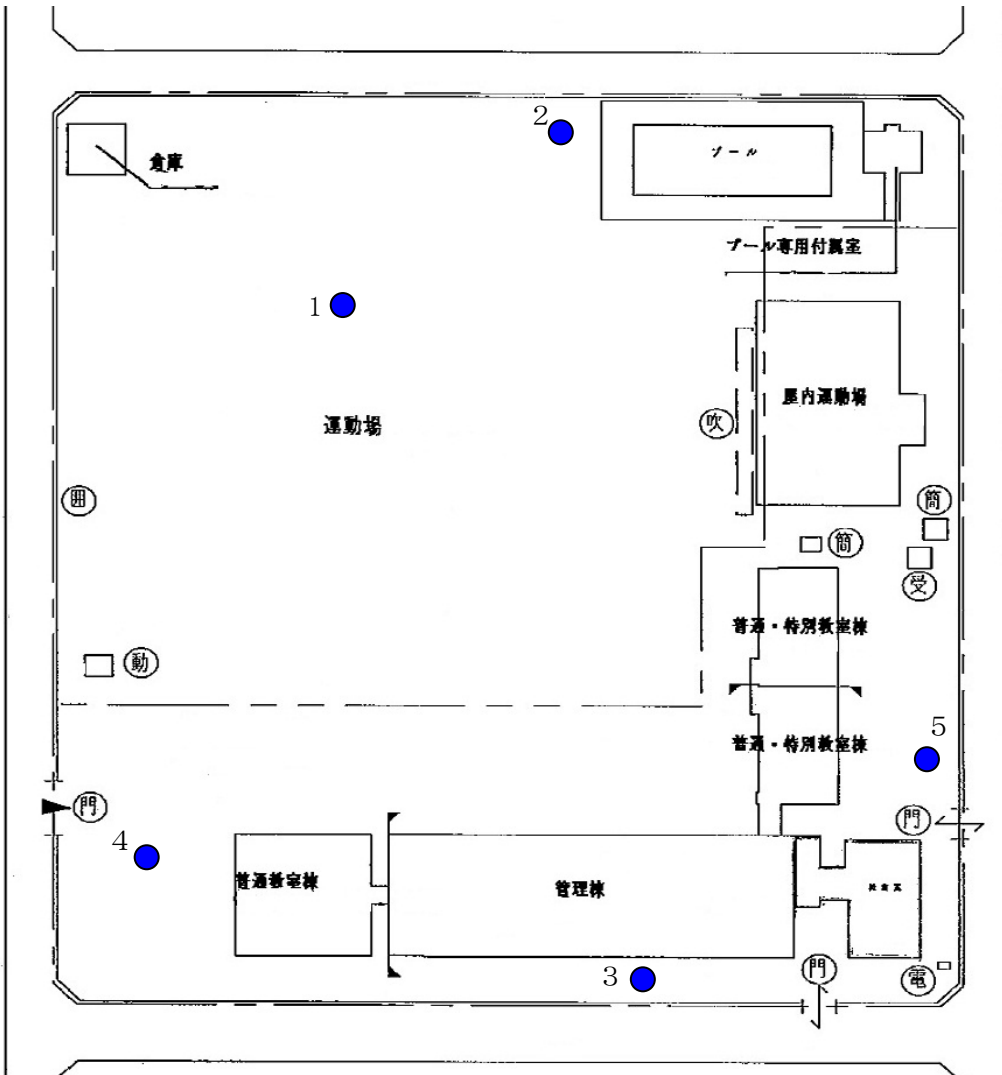 2
プール
倉庫
プール専用付属室
1
屋内運動場
吹
運動場
囲
簡
簡
受
普通・特別教室棟
動
5
普通・特別教室棟
門
門
4
普通教室棟
管理棟
3
門
電